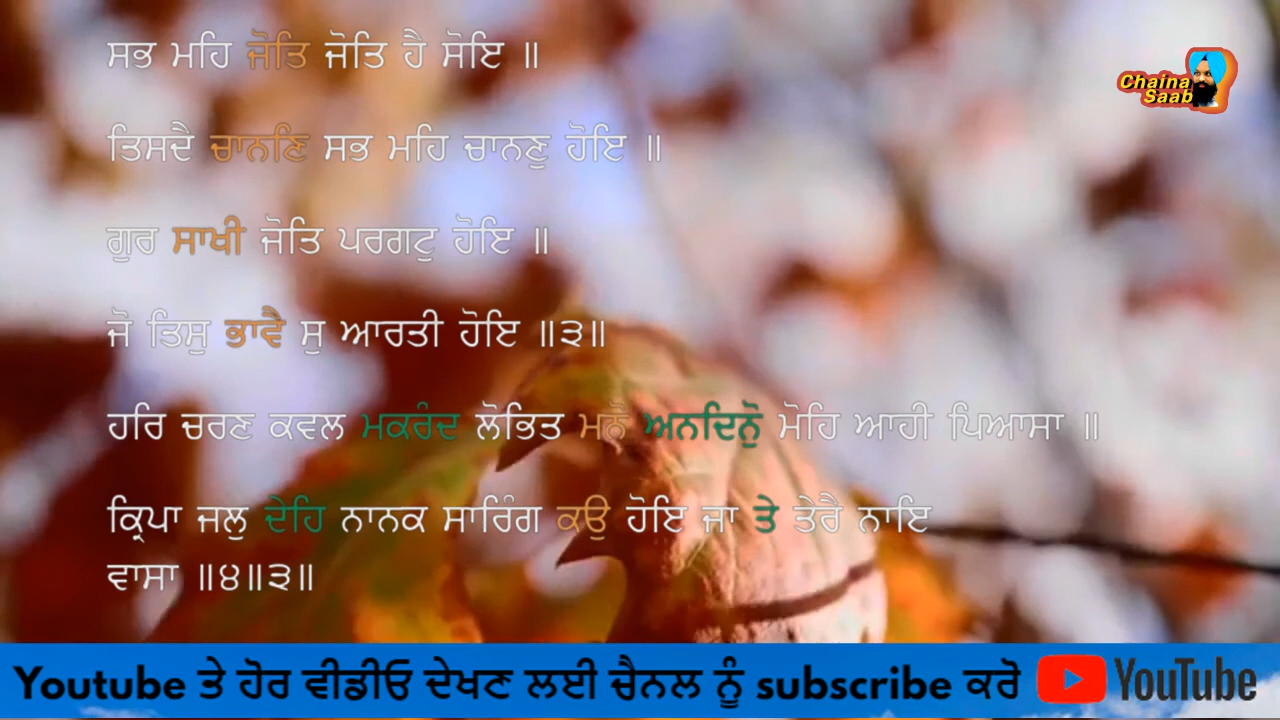 ਸਭ ਮਹਿ ਜੋਤਿ ਜੋਤਿ ਹੈ ਸੋਇ ॥
Chaina
Saab
ਤਿਸਦੈ ਚਾਨਣਿ ਸਭ ਮਹਿ ਚਾਨਣੁ ਹੋਇ ॥
ਗੁਰ ਸਾਖੀ ਜੋਤਿ ਪਰਗਟੁ ਹੋਇ ॥
ਜੋ ਤਿਸੁ ਭਾਵੈ ਸੁ ਆਰਤੀ ਹੋਇ ॥੩॥
ਹਰਿ ਚਰਣ ਕਵਲ ਮਕਰੰਦ ਲੋਭਿਤ ਮਨੋ ਅਨਦਿਨੋੁ ਮੋਹਿ ਆਹੀ ਪਿਆਸਾ ॥
ਕ੍ਰਿਪਾ ਜਲੁ ਦੇਹਿ ਨਾਨਕ ਸਾਰਿੰਗ ਕਉ ਹੋਇ ਜਾ ਤੇ ਤੇਰੈ ਨਾਇ
ਵਾਸਾ ॥੪॥੩॥
Youtube ਤੇ ਹੋਰ ਵੀਡੀਓ ਦੇਖਣ ਲਈ ਚੈਨਲ ਨੂੰ subscribe ਕਰੋ YouTube